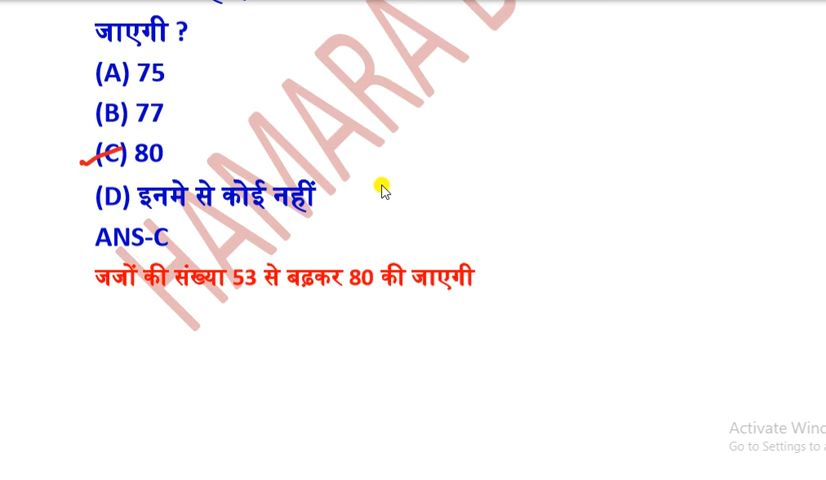 जाएगी ?
(A) 75
(B) 77
(C) 80
(D) इनमे से कोई नहीं
ANS-C
जजों की संख्या 53 से बढ़कर 80 की जाएगी
HAMARA
Activate Wind
Go to Settings to a